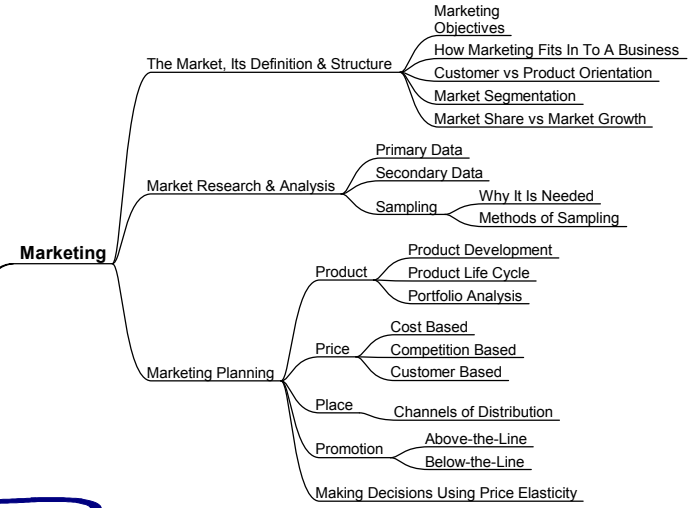 Marketing
The Market, Its Definition & Structure
Marketing
Objectives
How Marketing Fits In To A Business
Customer vs Product Orientation
Market Segmentation
Market Share vs Market Growth
Market Research & Analysis
Primary Data
Secondary Data
Sampling
Why It Is Needed
Methods of Sampling
Marketing Planning
Product
Product Development
Product Life Cycle
Portfolio Analysis
Price
Cost Based
Competition Based
Customer Based
Place
Channels of Distribution
Promotion
Above-the-Line
Below-the-Line
Making Decisions Using Price Elasticity